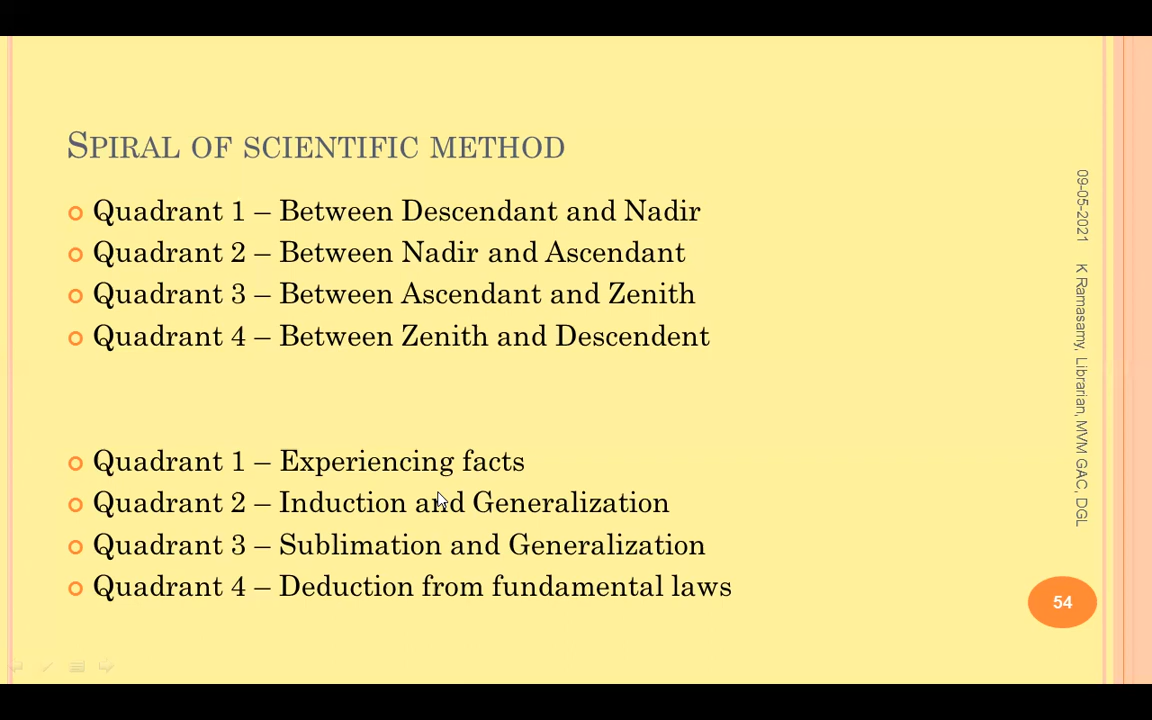 SPIRAL OF SCIENTIFIC METHOD
Quadrant 1 – Between Descendant and Nadir
Quadrant 2 – Between Nadir and Ascendant
Quadrant 3 – Between Ascendant and Zenith
Quadrant 4 – Between Zenith and Descendent
Quadrant 1 – Experiencing facts
Quadrant 2 – Induction and Generalization
Quadrant 3 – Sublimation and Generalization
Quadrant 4 – Deduction from fundamental laws
09-05-2021 K Ramasamy, Librarian, MVM GAC, DGL
54